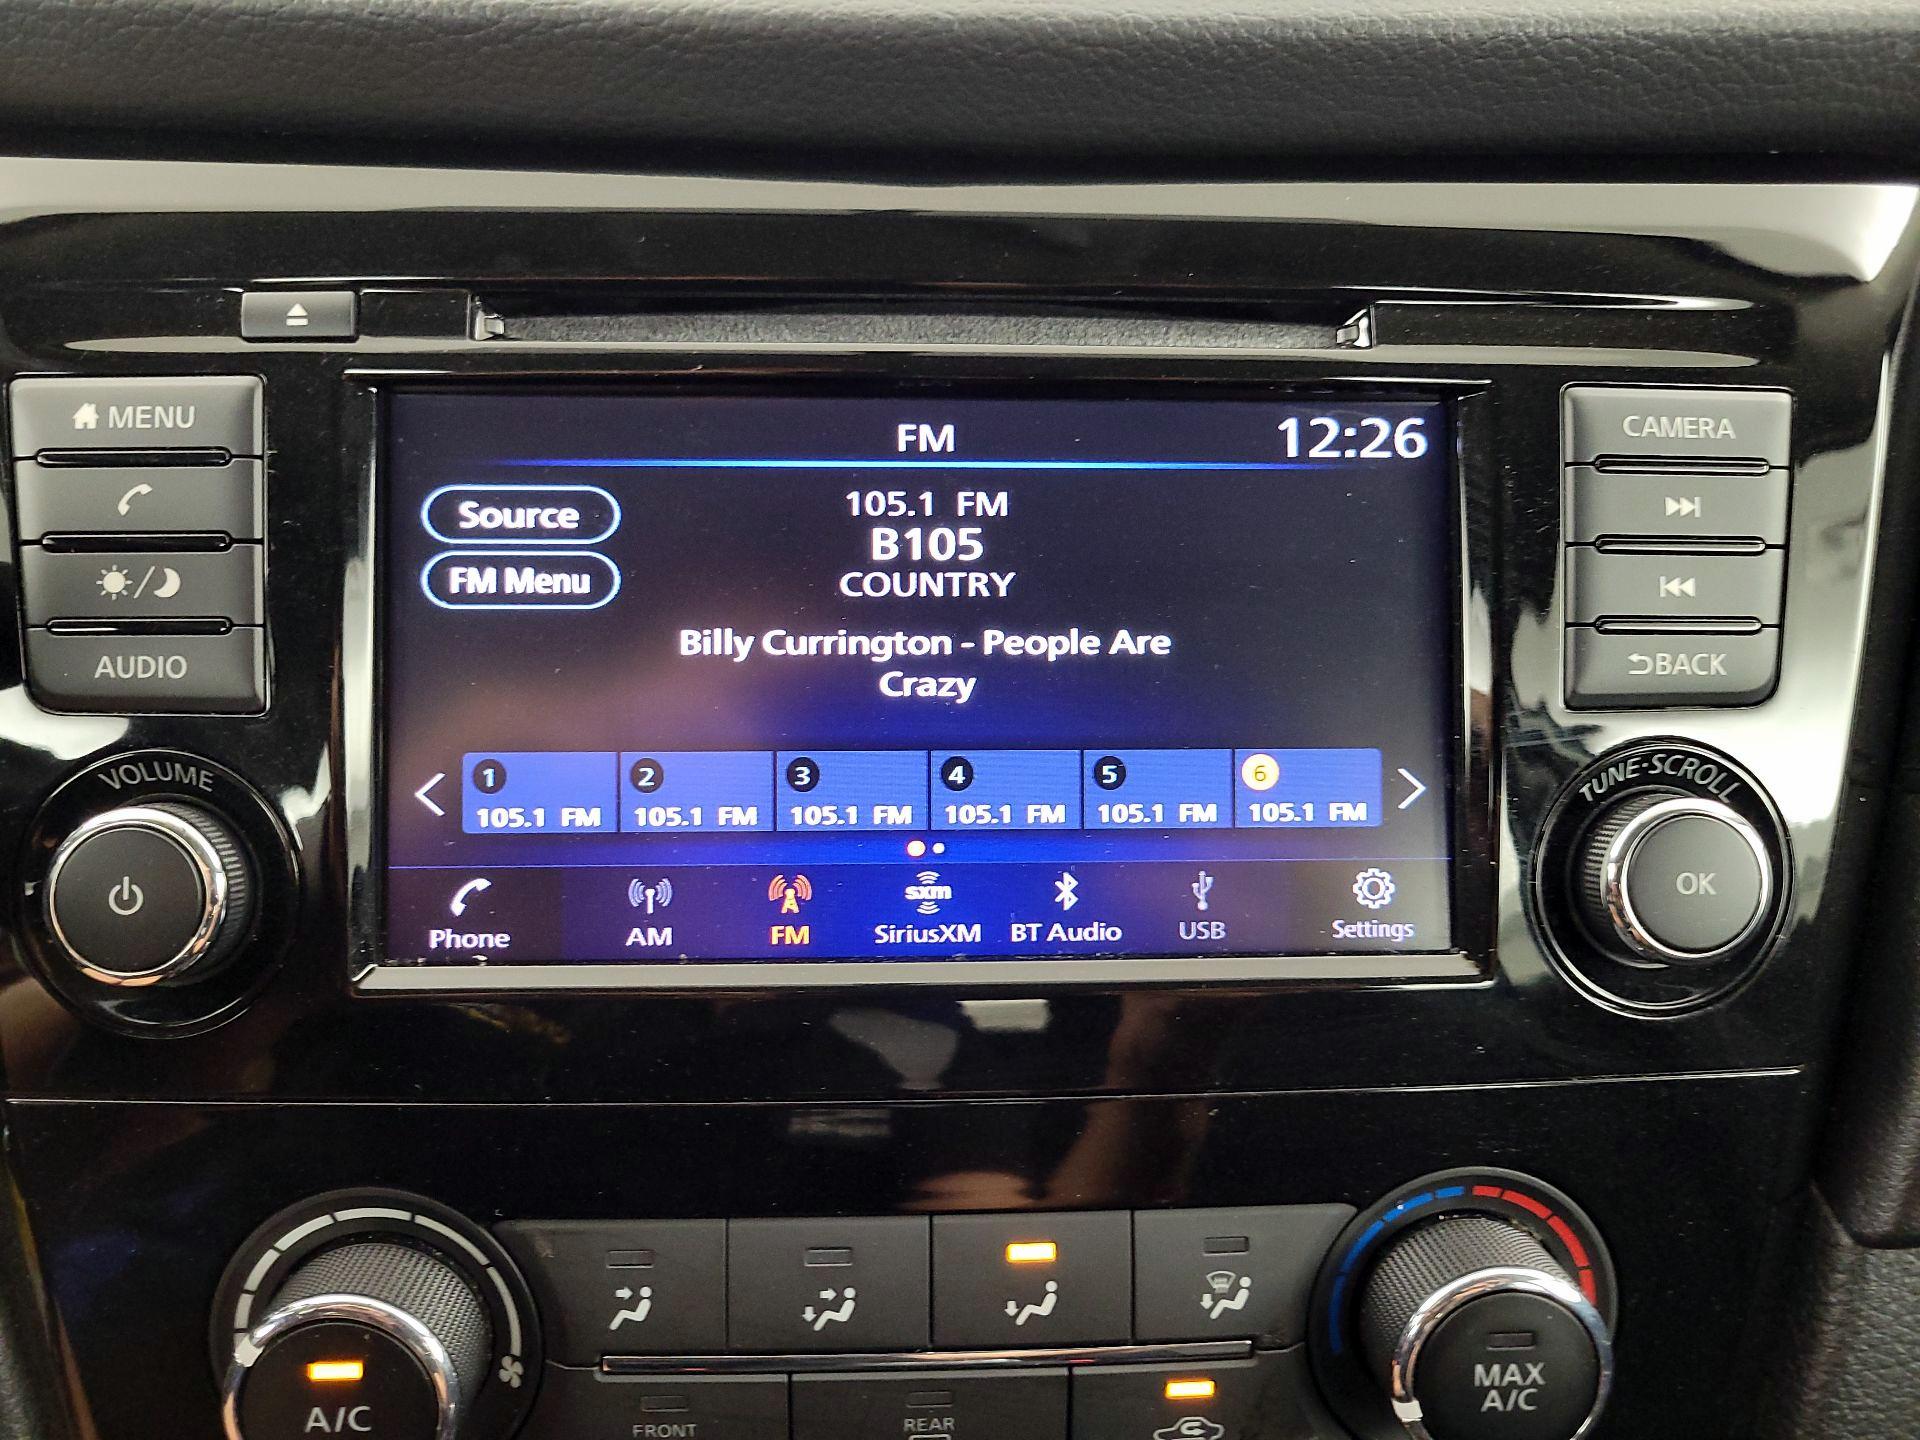 MENU
AUDIO
VOLUME
FM
12:26
Source
FM Menu
105.1 FM
B105
COUNTRY
Billy Currington - People Are
Crazy
1 2 3 4 5 6
105.1 FM 105.1 FM 105.1 FM 105.1 FM 105.1 FM 105.1 FM
sxm
Phone AM FM SiriusXM BT Audio USB Settings
CAMERA
BACK
TUNE·SCROLL
OK
A/C
FRONT
REAR
MAX
A/C